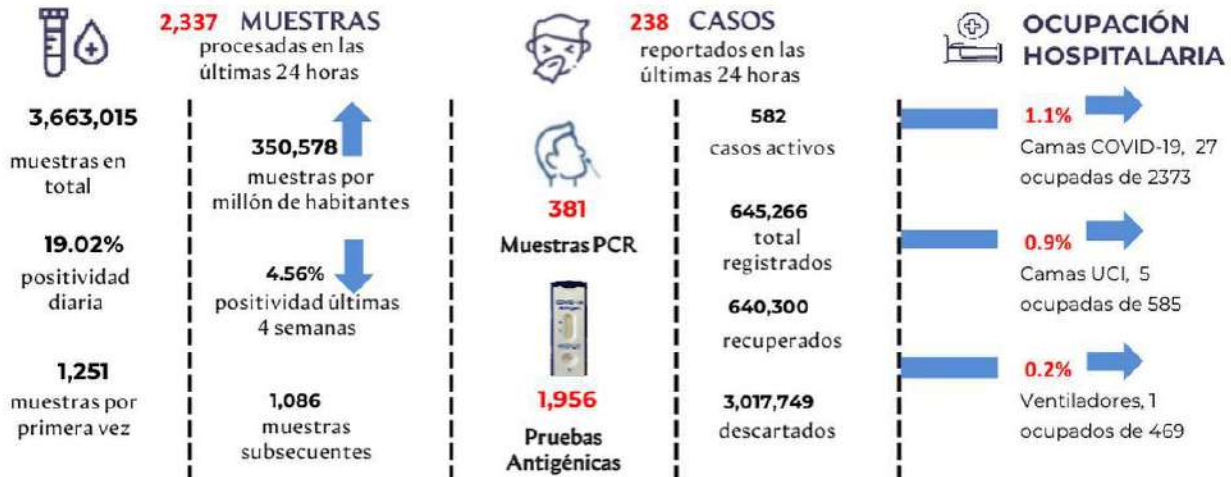 2,337 MUESTRAS
procesadas en las
últimas 24 horas
3,663,015
muestras en
total
19.02%
positividad
diaria
1,251
muestras por
primera vez
350,578
muestras por
millón de habitantes
4.56%
positividad últimas
4 semanas
1,086
muestras
subsecuentes
238 CASOS
reportados en las
últimas 24 horas
381
Muestras PCR
1,956
Pruebas
Antigénicas
582
casos activos
645,266
total
registrados
640,300
recuperados
3,017,749
descartados
OCUPACIÓN
HOSPITALARIA
1.1%
Camas COVID-19, 27
ocupadas de 2373
0.9%
Camas UCI, 5
ocupadas de 585
0.2%
Ventiladores, 1
ocupados de 469